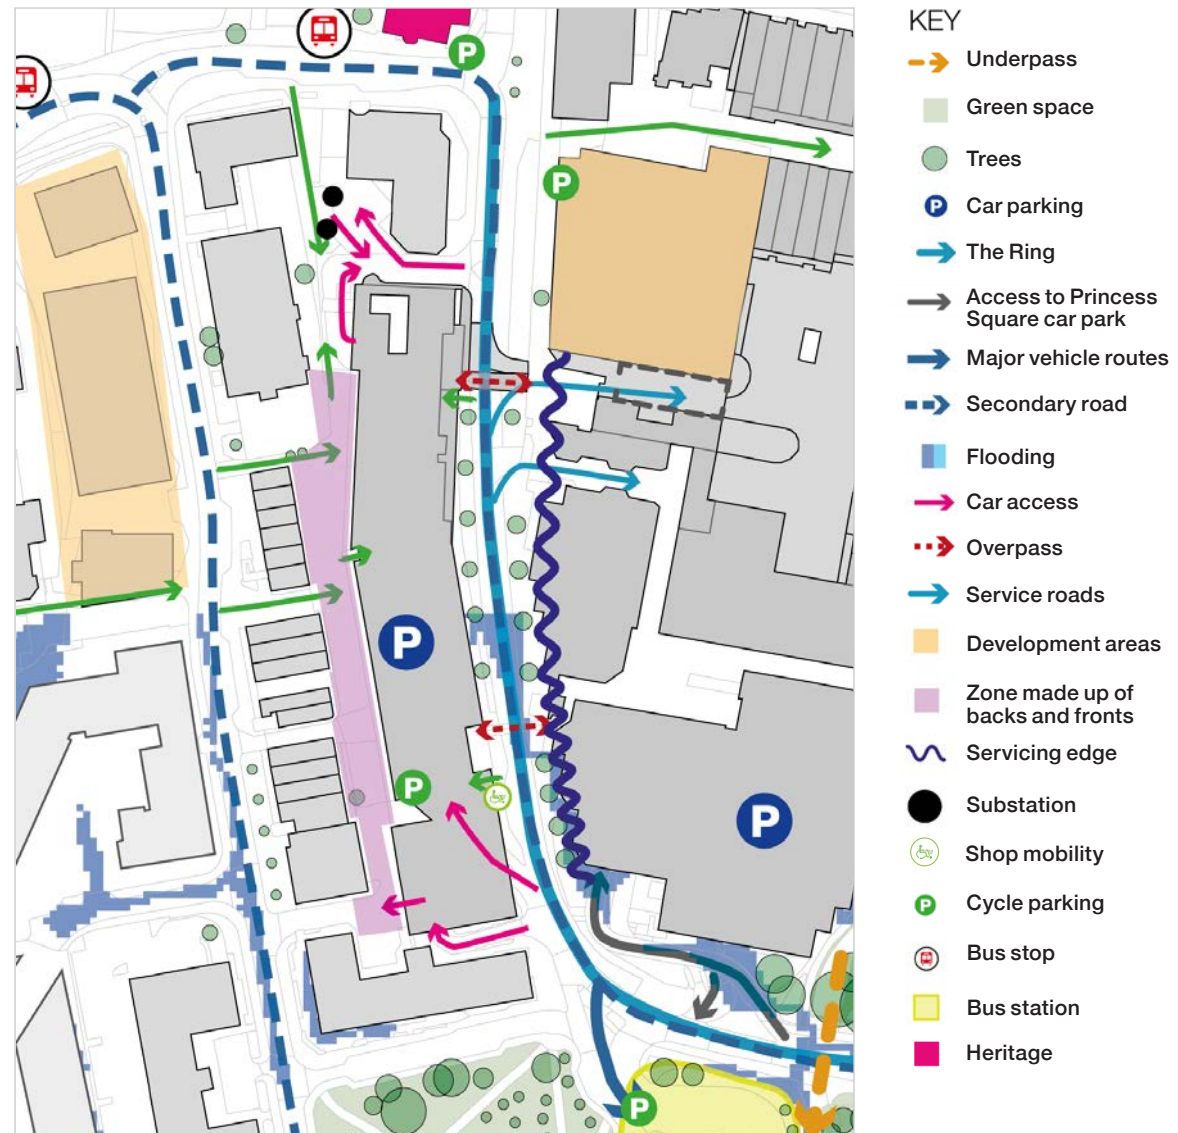 KEY
Underpass
Green space
Trees
P Car parking
The Ring
Access to Princess
Square car park
Major vehicle routes
Secondary road
Flooding
Car access
Overpass
Service roads
Development areas
Zone made up of
backs and fronts
Servicing edge
Substation
Shop mobility
P Cycle parking
Bus stop
Bus station
Heritage
P
P
P
P
P
P